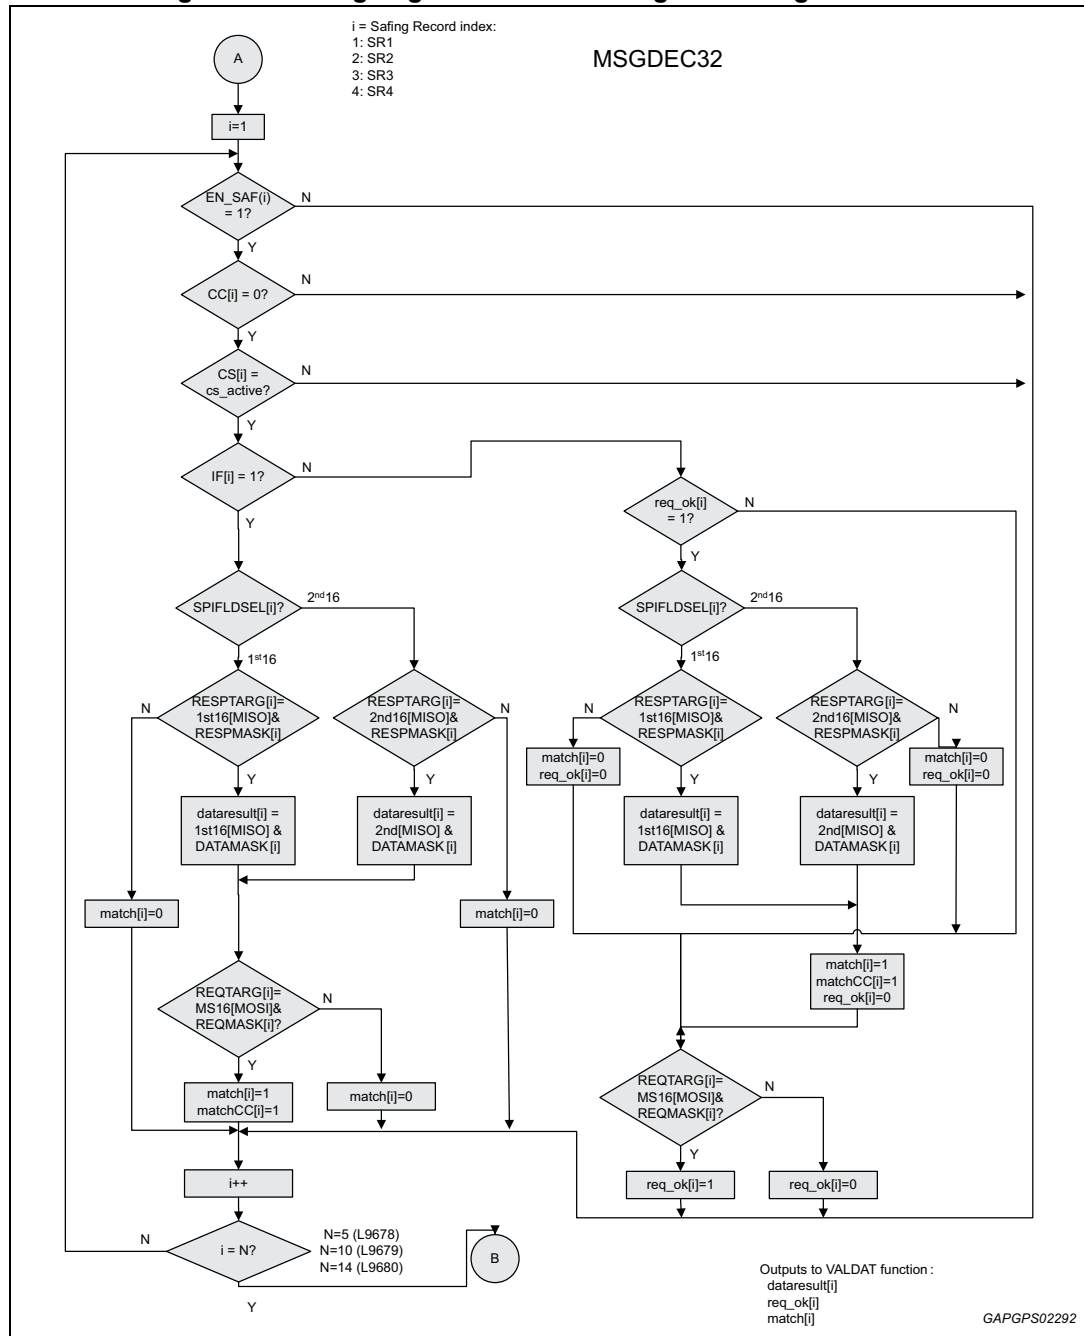 i = Safing Record index:
1: SR1
2: SR2
3: SR3
4: SR4
MSGDEC32
A
i=1
EN_SAF(i)
= 1?
N
Y
CC[i] = 0?
N
Y
CS[i] =
cs_active?
N
Y
IF[i] = 1?
N
Y
req_ok[i]
= 1?
N
Y
SPIFLDSEL[i]?
2nd16
1st16
RESPTARG[i]=
1st16[MISO]&
RESPMASK[i]
N
Y
RESPTARG[i]=
2nd16[MISO]&
RESPMASK[i]
N
Y
dataresult[i] =
1st16[MISO] &
DATAMASK[i]
dataresult[i] =
2nd[MISO] &
DATAMASK[i]
match[i]=0
match[i]=0
REQTARG[i]=
MS16[MOSI]&
REQMASK[i]?
N
Y
match[i]=1
matchCC[i]=1
match[i]=0
SPIFLDSEL[i]?
2nd16
1st16
RESPTARG[i]=
1st16[MISO]&
RESPMASK[i]
N
Y
RESPTARG[i]=
2nd16[MISO]&
RESPMASK[i]
N
Y
match[i]=0
req_ok[i]=0
match[i]=0
req_ok[i]=0
dataresult[i] =
1st16[MISO] &
DATAMASK[i]
dataresult[i] =
2nd[MISO] &
DATAMASK[i]
match[i]=1
matchCC[i]=1
req_ok[i]=0
REQTARG[i]=
MS16[MOSI]&
REQMASK[i]?
N
Y
req_ok[i]=1
req_ok[i]=0
i++
i = N?
N
Y
N=5 (L9678)
N=10 (L9679)
N=14 (L9680)
B
Outputs to VALDAT function :
dataresult[i]
req_ok[i]
match[i]
GAPGPS02292